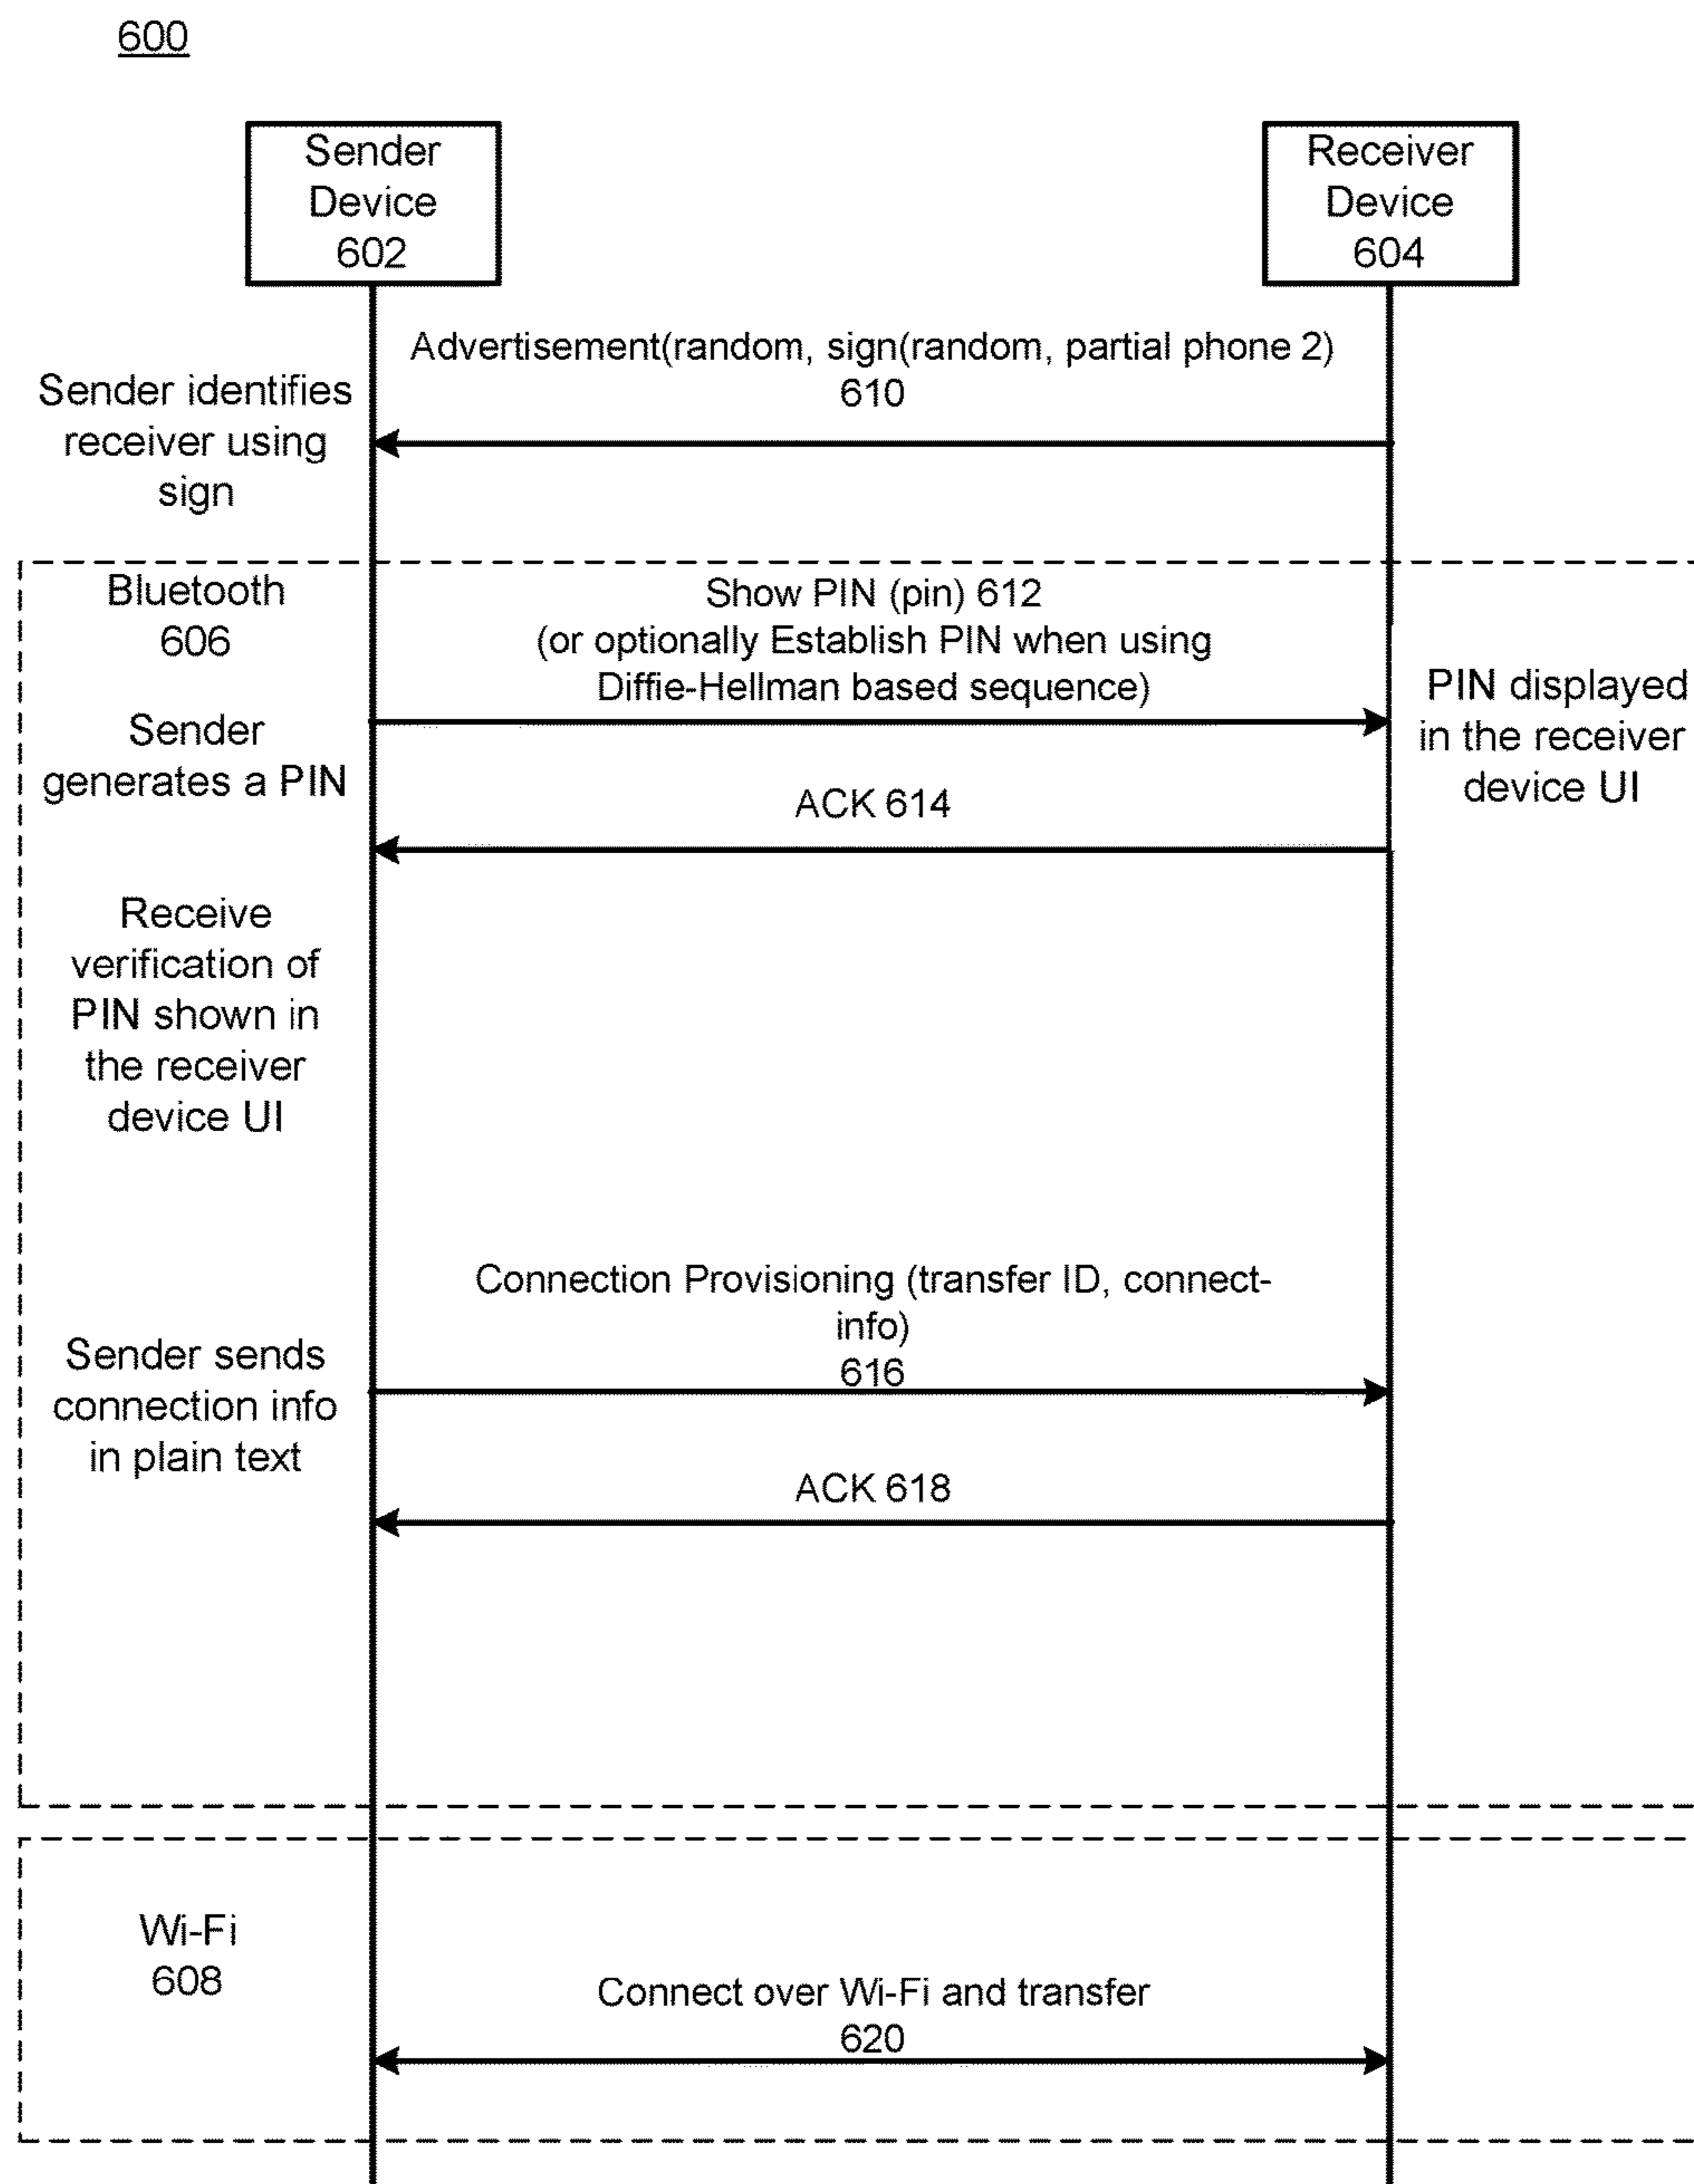 600
Sender
Device
602
Receiver
Device
604
Advertisement(random, sign(random, partial phone 2)
610
Sender identifies
receiver using
sign
Bluetooth
606
Show PIN (pin) 612
(or optionally Establish PIN when using
Diffie-Hellman based sequence)
Sender
generates a PIN
PIN displayed
in the receiver
device UI
ACK 614
Receive
verification of
PIN shown in
the receiver
device UI
Connection Provisioning (transfer ID, connect-
info)
616
Sender sends
connection info
in plain text
ACK 618
Wi-Fi
608
Connect over Wi-Fi and transfer
620